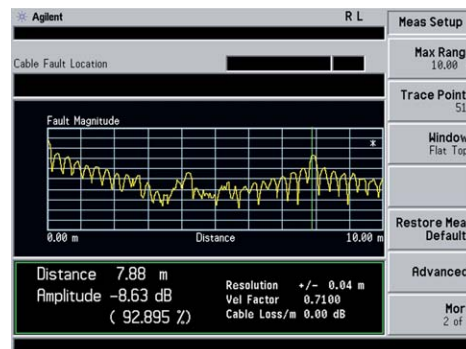 Agilent
R L
Meas Setup
Cable Fault Location
Max Rang
10.00
Trace Point
51
Window
Flat Top
Restore Mea
Default
Advanced
Mor
2 of
Fault Magnitude
*
0.00 m Distance 10.00 m
Distance 7.88 m
Amplitude -8.63 dB
( 92.895 %)
Resolution +/- 0.04 m
Vel Factor 0.7100
Cable Loss/m 0.00 dB